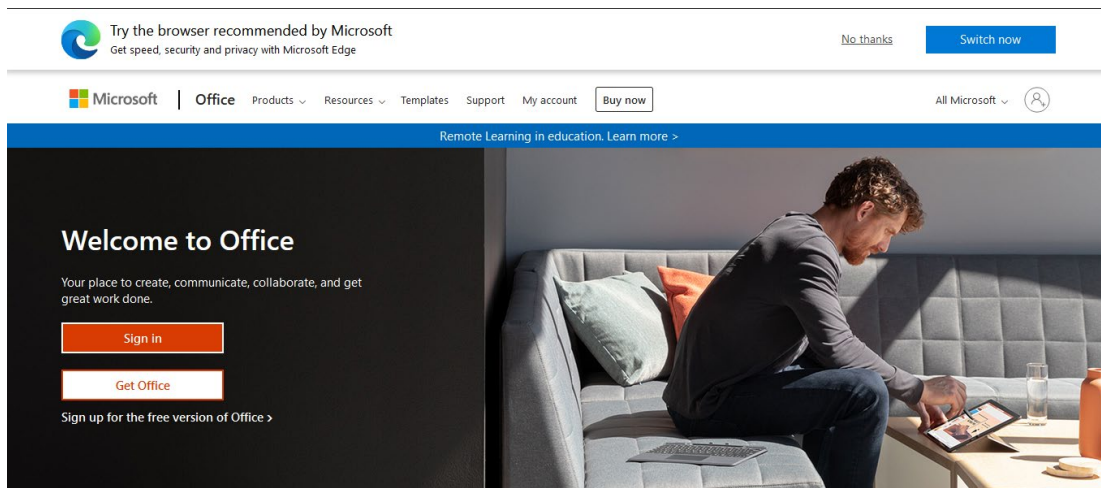 Try the browser recommended by Microsoft
Get speed, security and privacy with Microsoft Edge
No thanks
Switch now
Microsoft
Office
Products
Resources
Templates
Support
My account
Buy now
All Microsoft
Remote Learning in education. Learn more >
Welcome to Office
Your place to create, communicate, collaborate, and get
great work done.
Sign in
Get Office
Sign up for the free version of Office >